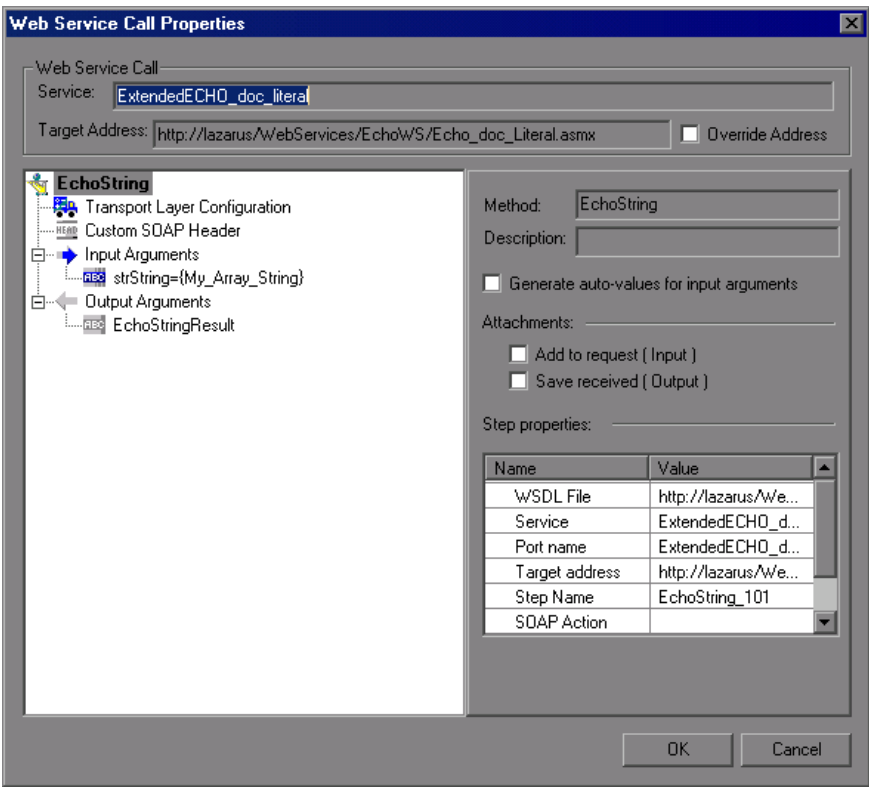 Web Service Call Properties
Web Service Call
Service: ExtendedECHO_doc_literal
Target Address: http://lazarus/WebServices/EchoWS/Echo_doc_Literal.asmx Override Address
EchoString
Transport Layer Configuration
HEAD Custom SOAP Header
Input Arguments
ABC strString={My_Array_String}
Output Arguments
ABC EchoStringResult
Method: EchoString
Description:
Generate auto-values for input arguments
Attachments:
Add to request ( Input )
Save received ( Output )
Step properties:
Name Value
WSDL File http://lazarus/We...
Service ExtendedECHO_d...
Port name ExtendedECHO_d...
Target address http://lazarus/We...
Step Name EchoString_101
SOAP Action
OK Cancel